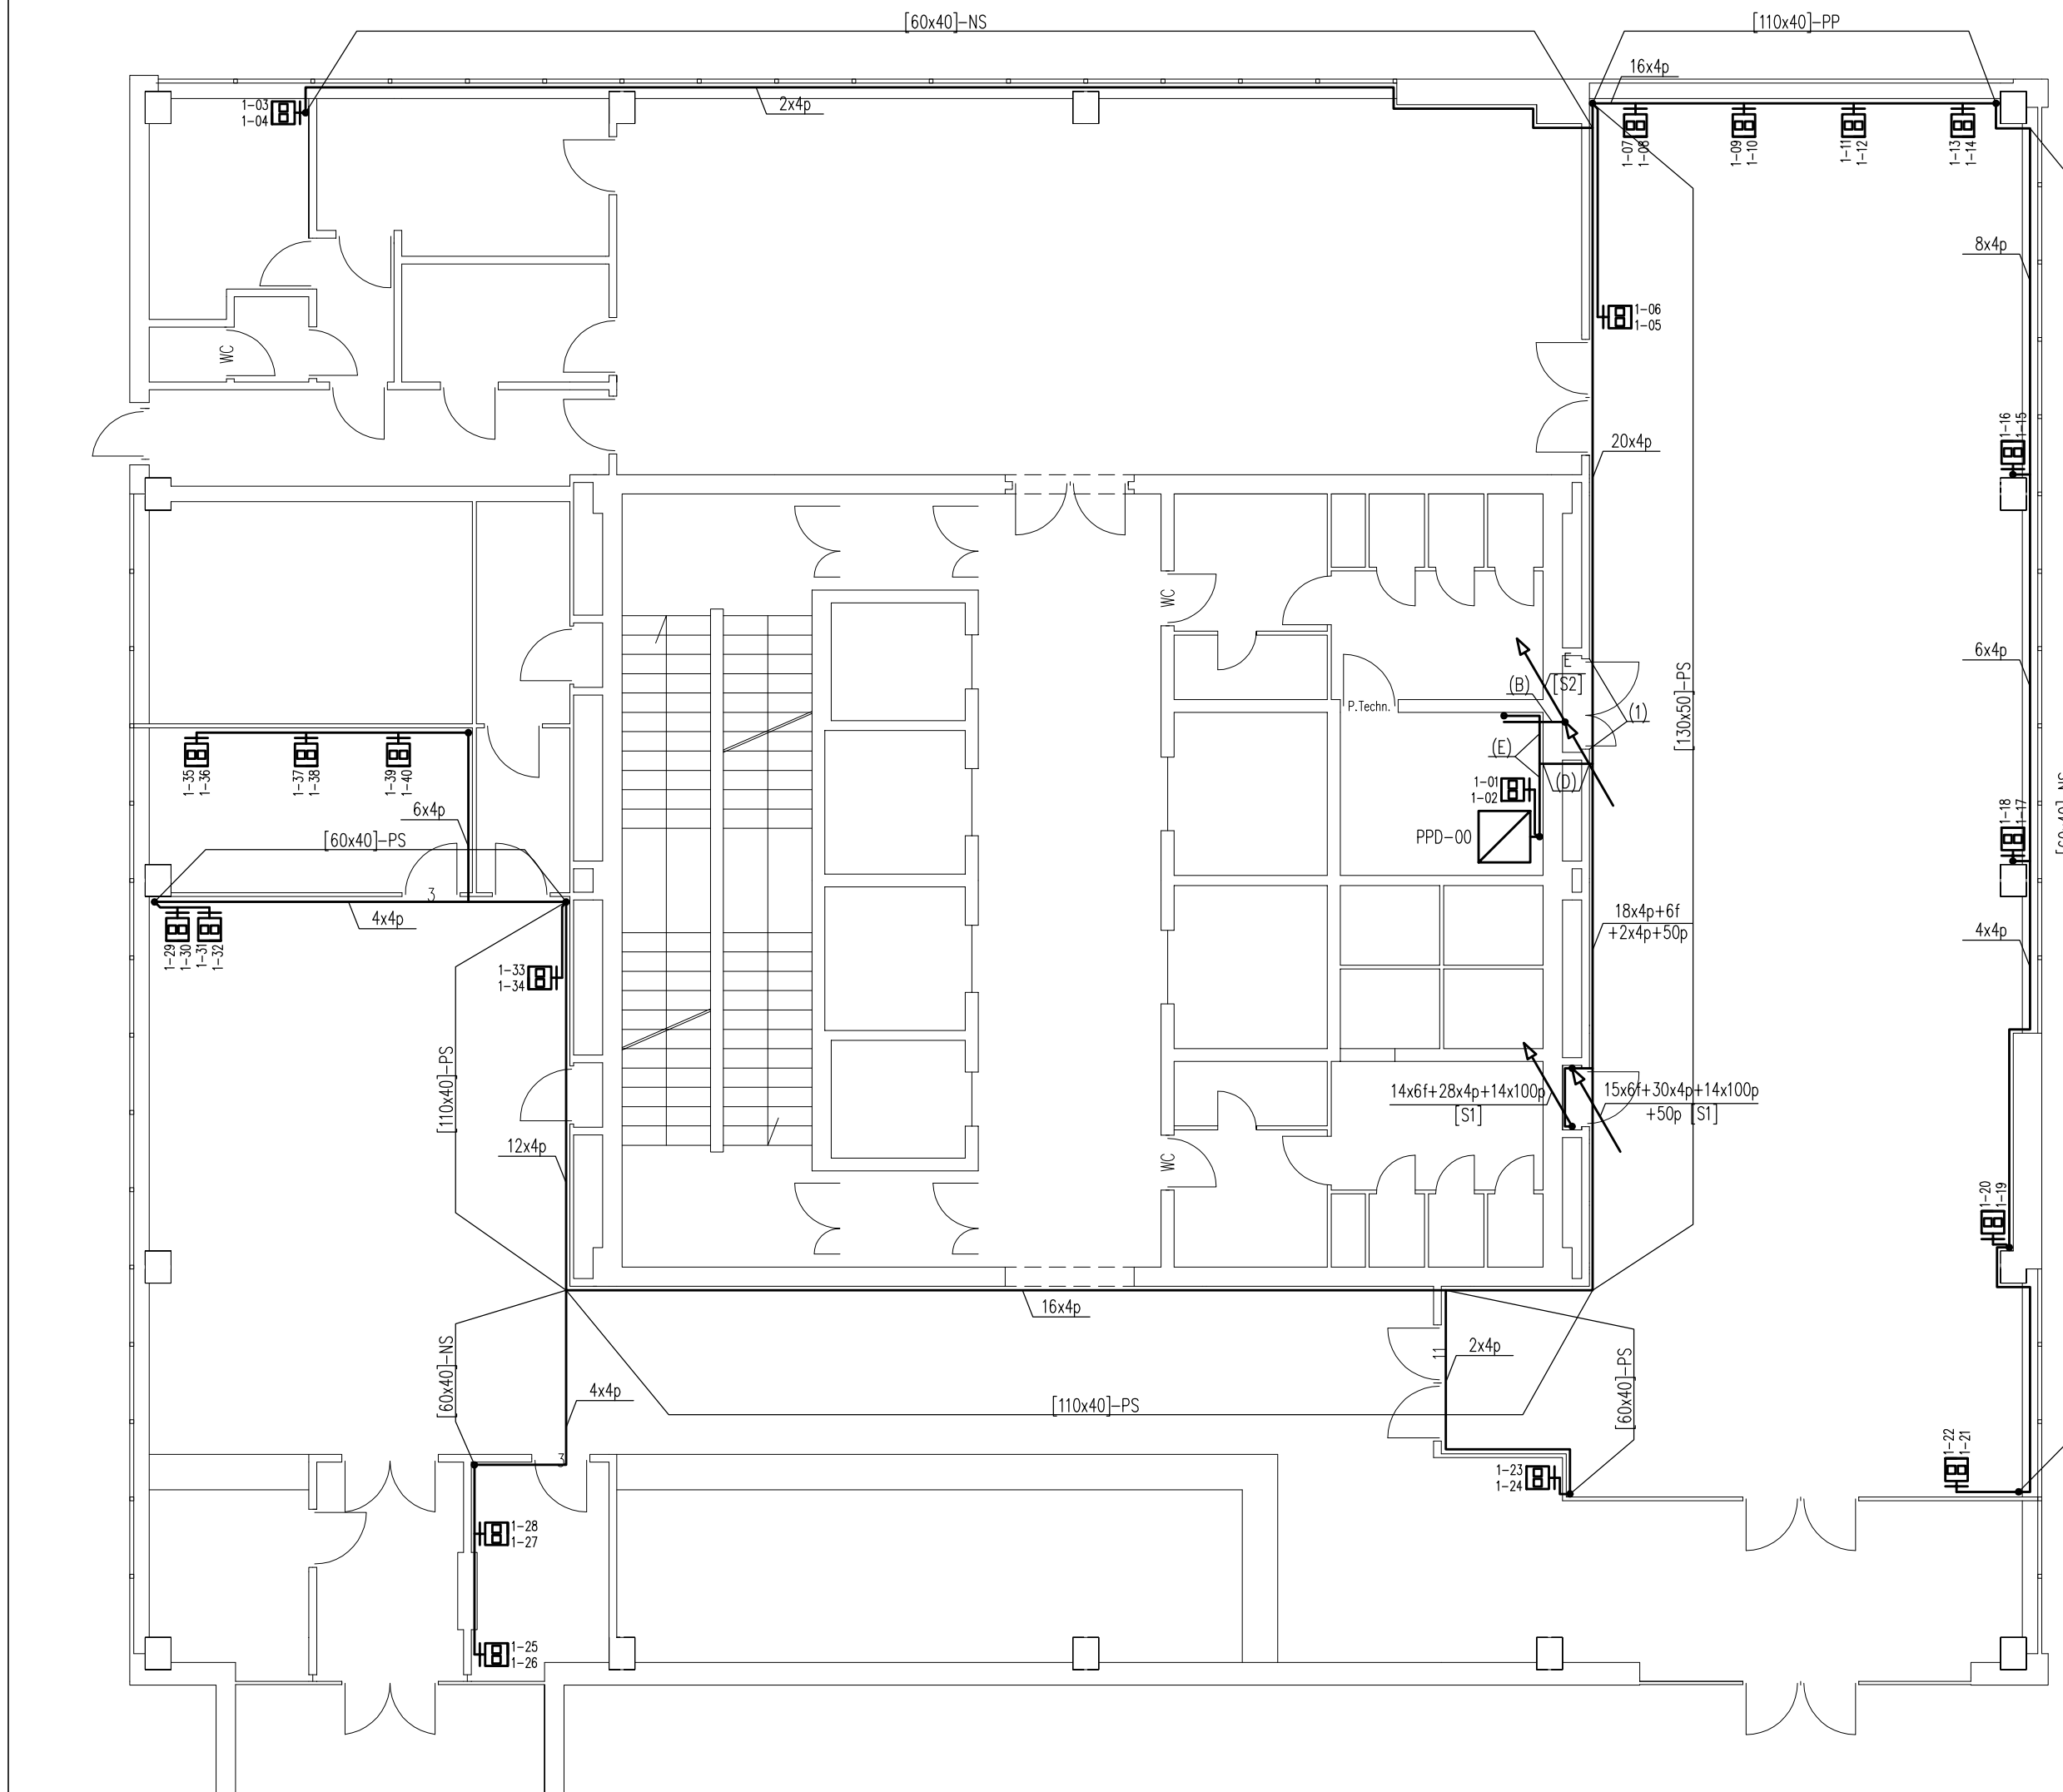 [60x40]-NS
[110x40]-PP
16x4p
1-03
1-04
2x4p
1-07
1-08
1-09
1-10
1-11
1-12
1-13
1-14
8x4p
1-06
1-05
WC
20x4p
1-16
1-15
WC
E
[S2]
(B)
(1)
P.Techn.
[130x50]-PS
6x4p
(E)
(D)
1-35
1-36
1-37
1-38
1-39
1-40
1-01
1-02
PPD-00
6x4p
[60x40]-PS
1-18
1-17
[60x40]-NS
3
4x4p
18x4p+6f
+2x4p+50p
4x4p
1-29
1-30
1-31
1-32
1-33
1-34
[110x40]-PS
14x6f+28x4p+14x100p
[S1]
15x6f+30x4p+14x100p
+50p [S1]
12x4p
WC
1-20
1-19
16x4p
[60x40]-NS
11
2x4p
[60x40]-PS
4x4p
[110x40]-PS
3
1-23
1-24
1-22
1-21
1-28
1-27
1-25
1-26